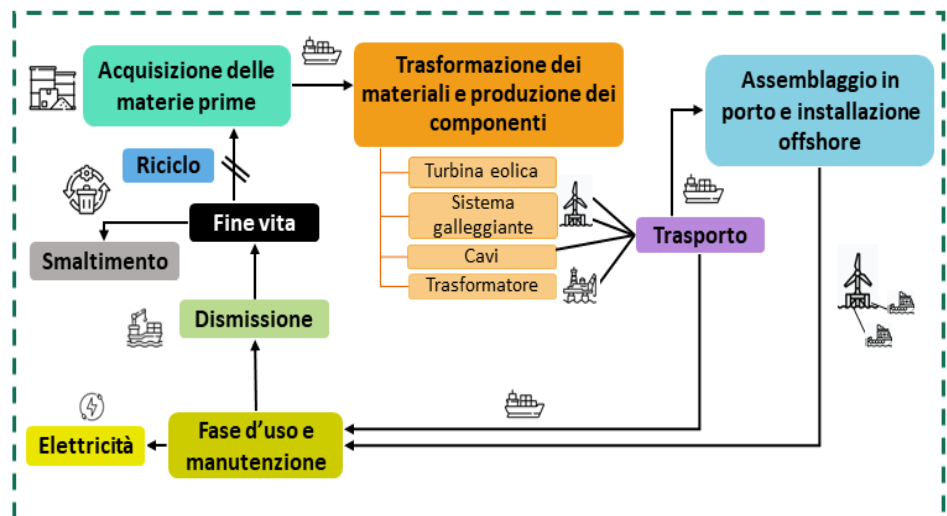 Acquisizione delle
materie prime
Trasformazione dei
materiali e produzione dei
componenti
Assemblaggio in
porto e installazione
offshore
Riciclo
Turbina eolica
Sistema
galleggiante
Cavi
Trasformatore
Trasporto
Fine vita
Smaltimento
Dismissione
Elettricità
Fase d’uso e
manutenzione